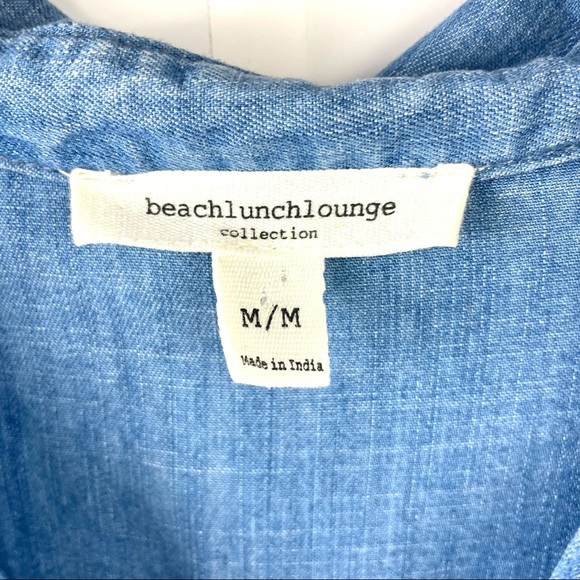 beachlunchlounge
collection
M/M
Made in India